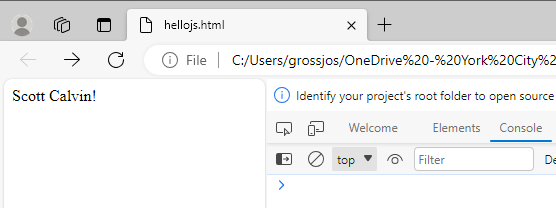 hellojs.html
File C:/Users/grossjos/OneDrive%20-%20York%20City%2
Scott Calvin!
Identify your project's root folder to open source
Welcome Elements Console
top Filter De